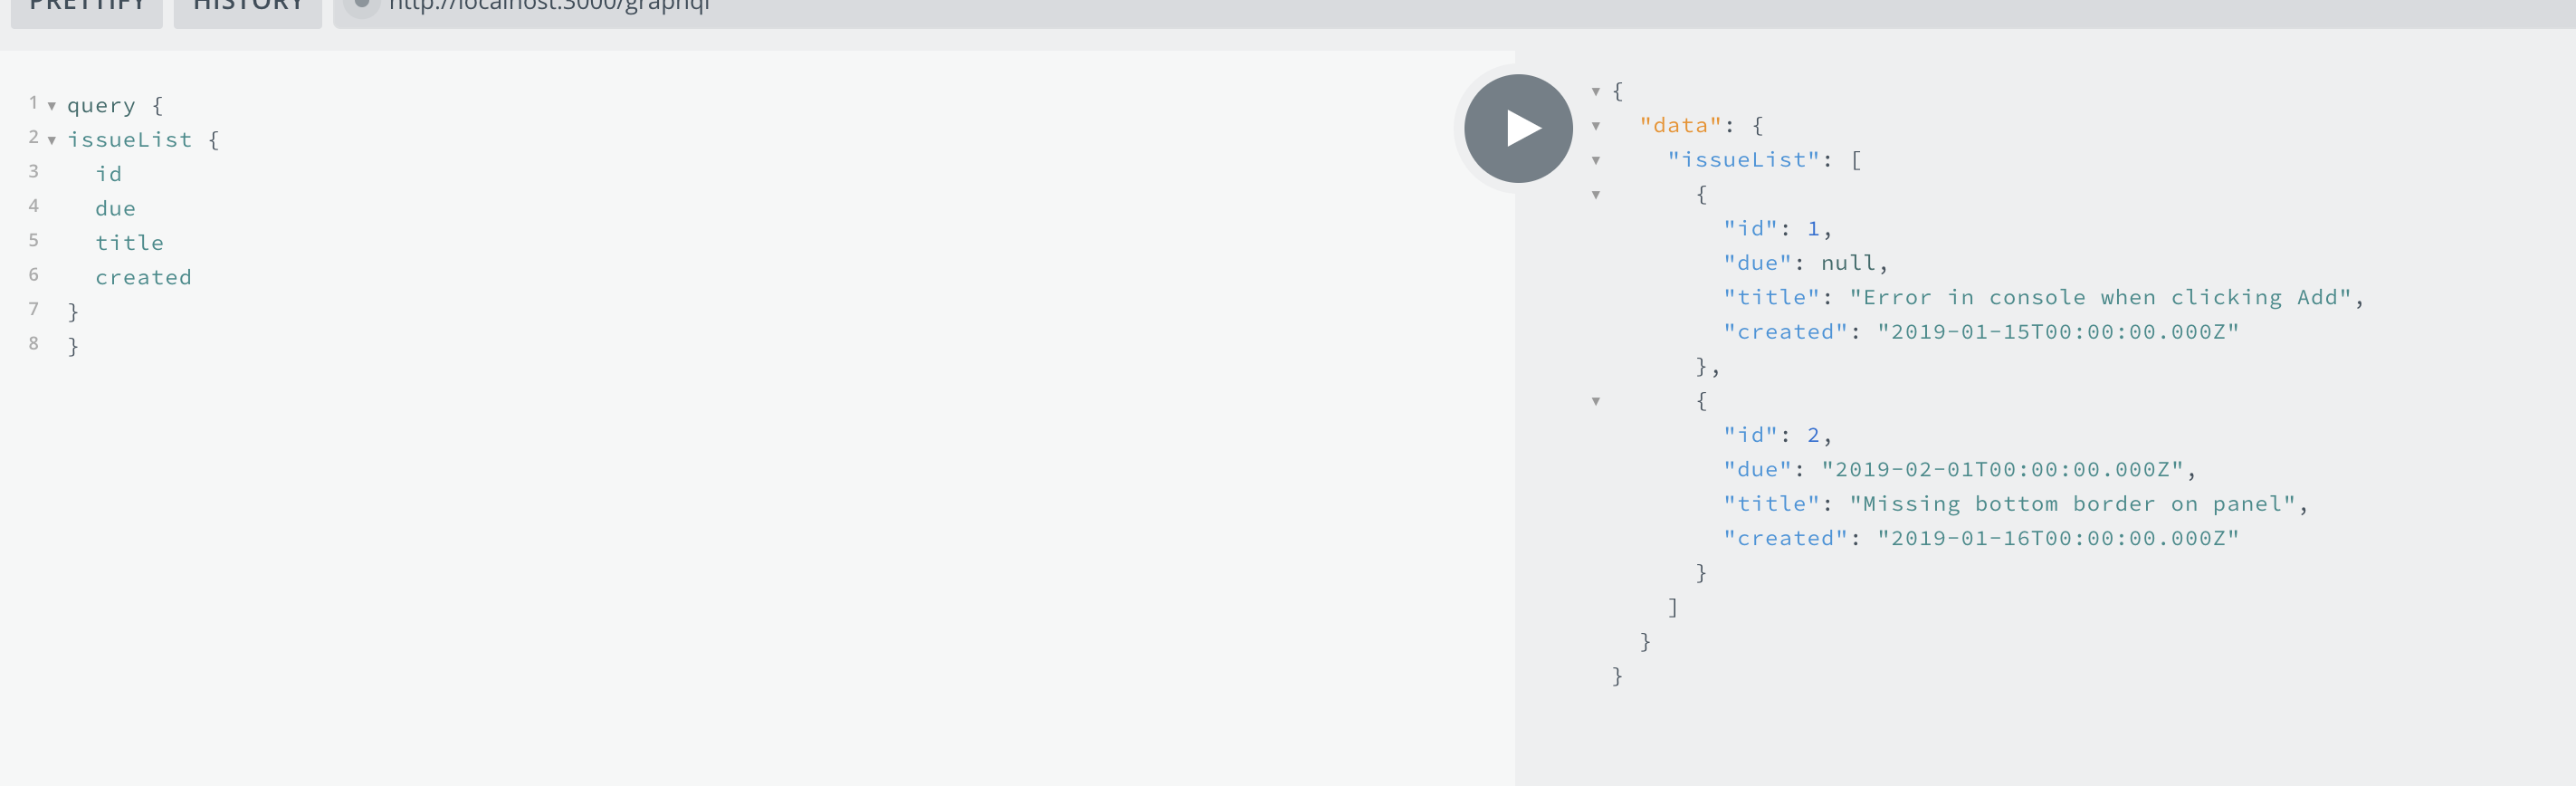 PRETTIFY HISTORY http://localhost:3000/graphql
1 query {
2 issueList {
3 id
4 due
5 title
6 created
7 }
8 }
{
"data": {
"issueList": [
{
"id": 1,
"due": null,
"title": "Error in console when clicking Add",
"created": "2019-01-15T00:00:00.000Z"
},
{
"id": 2,
"due": "2019-02-01T00:00:00.000Z",
"title": "Missing bottom border on panel",
"created": "2019-01-16T00:00:00.000Z"
}
]
}
}